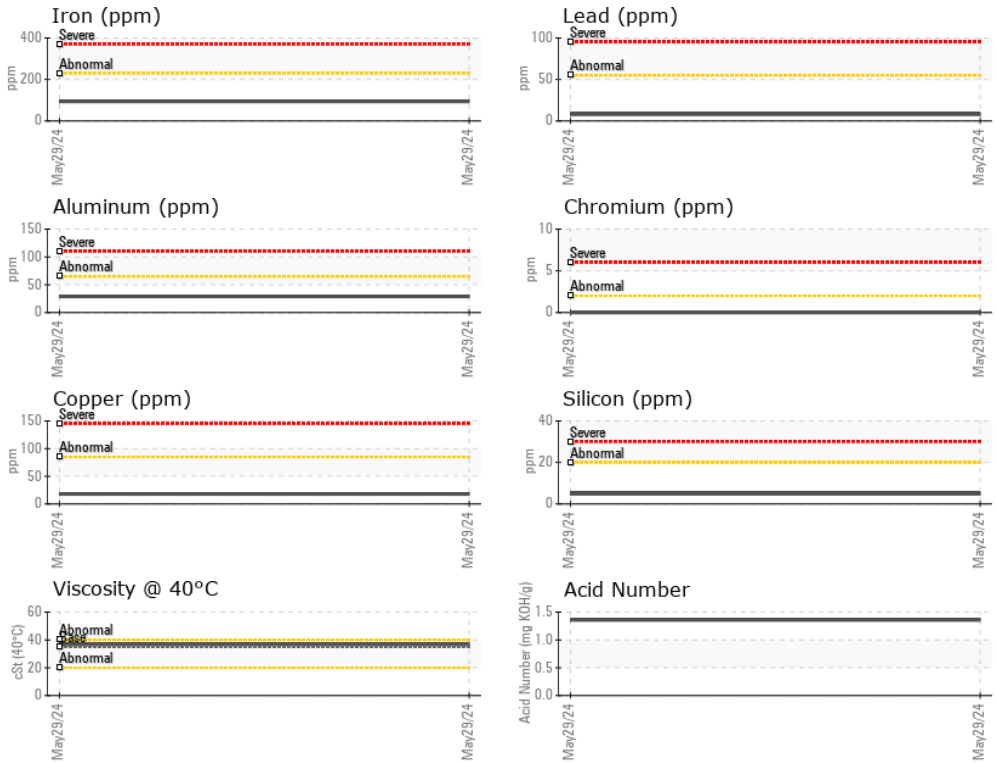 Iron (ppm)
400
200
0
ppm
Severe
Abnormal
May29/24
May29/24
Lead (ppm)
100
50
0
ppm
Severe
Abnormal
May29/24
May29/24
Aluminum (ppm)
150
100
50
0
ppm
Severe
Abnormal
May29/24
May29/24
Chromium (ppm)
10
5
0
ppm
Severe
Abnormal
May29/24
May29/24
Copper (ppm)
150
100
50
0
ppm
Severe
Abnormal
May29/24
May29/24
Silicon (ppm)
40
20
0
ppm
Severe
Abnormal
May29/24
May29/24
Viscosity @ 40°C
60
40
20
0
cSt (40°C)
Abnormal
Base
Abnormal
May29/24
May29/24
Acid Number
1.5
1.0
0.5
0.0
Acid Number (mg KOH/g)
May29/24
May29/24